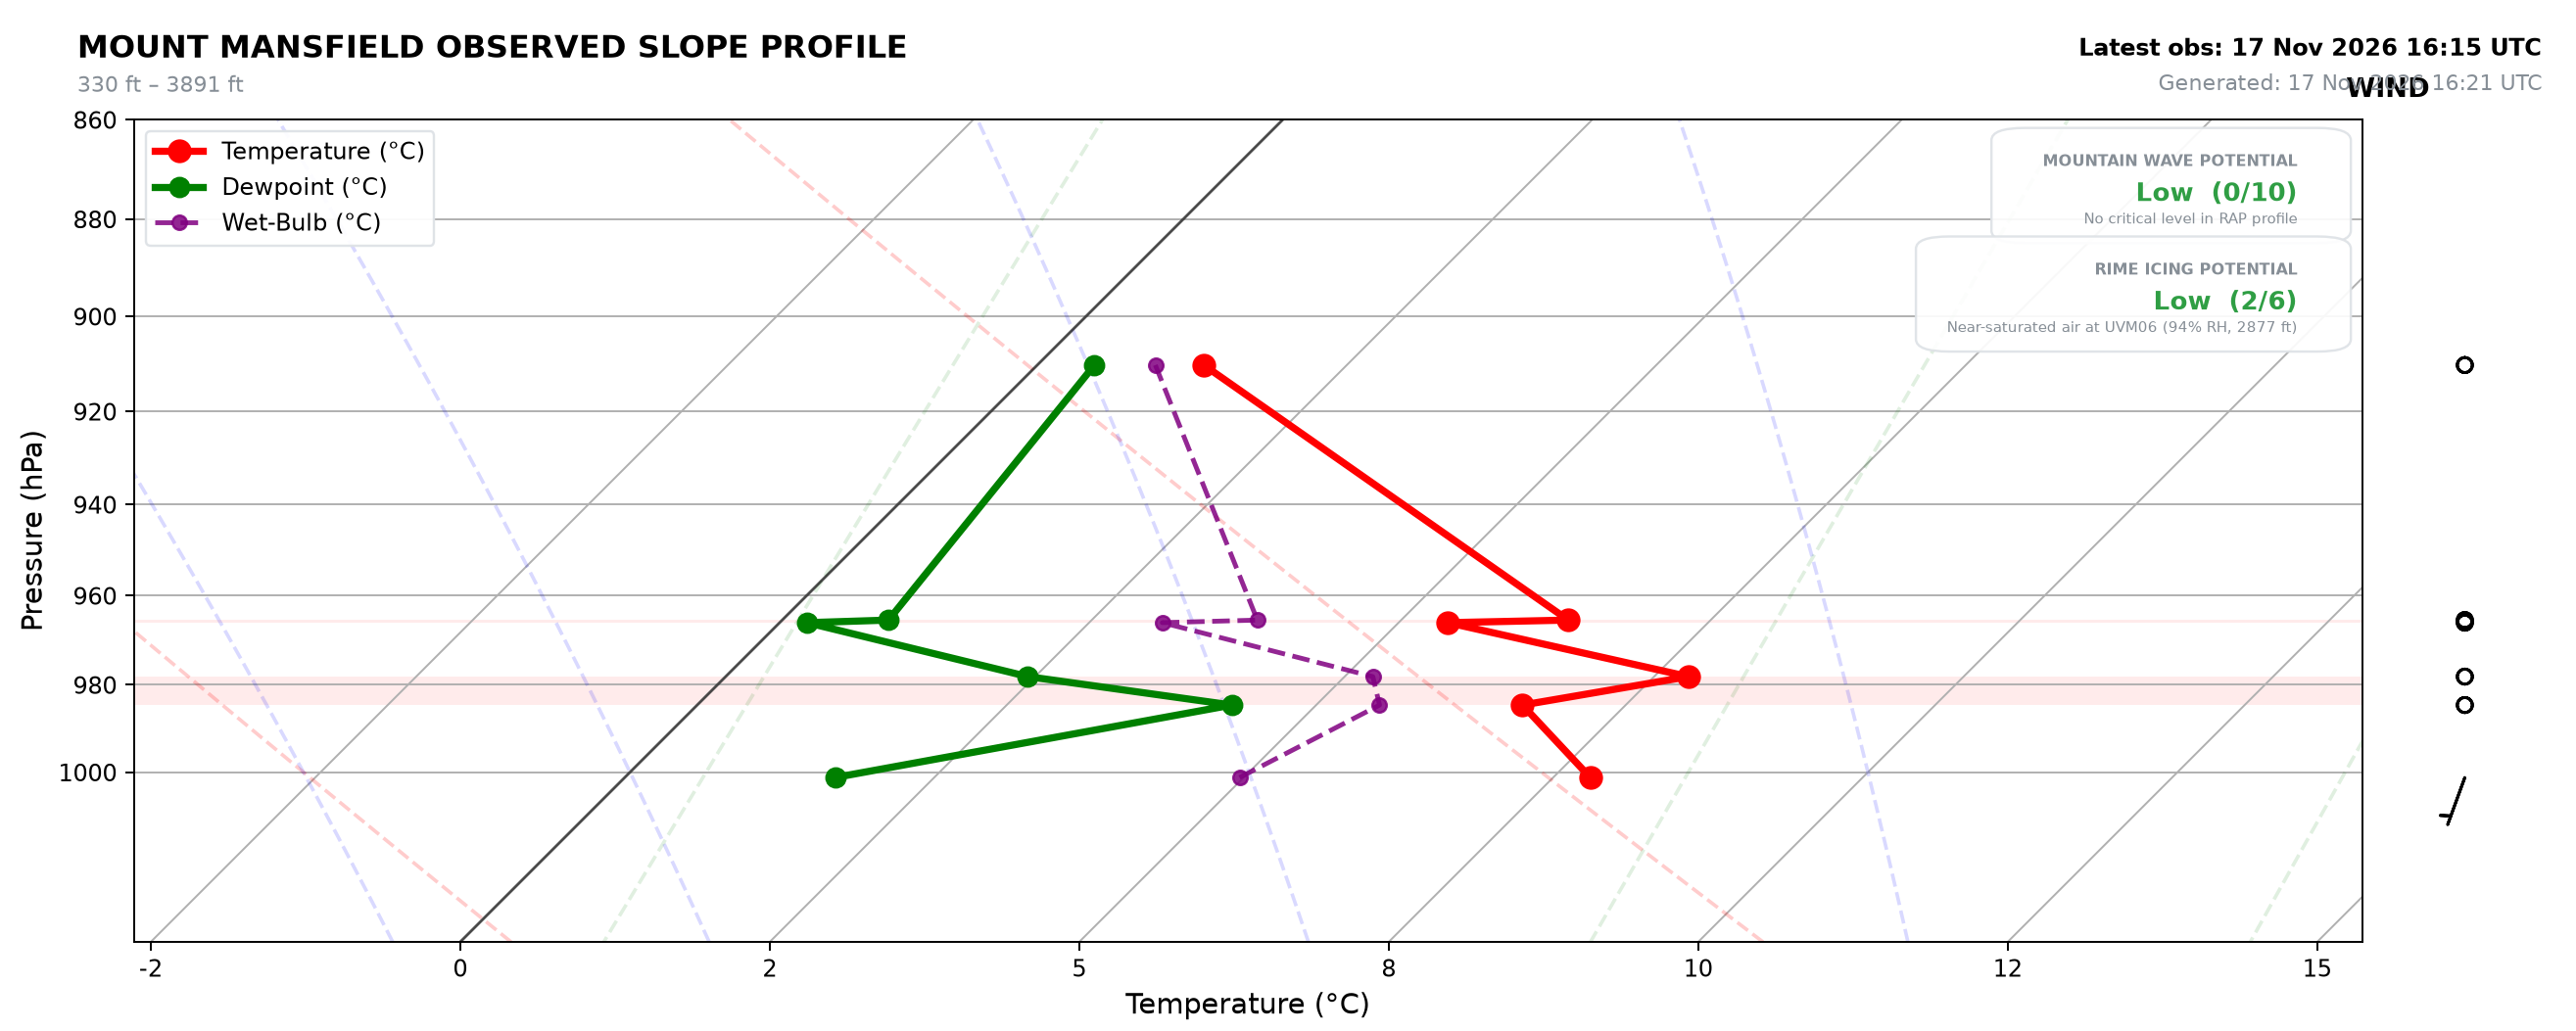 MOUNT MANSFIELD OBSERVED SLOPE PROFILE
330 ft – 3891 ft
Latest obs: 17 Nov 2026 16:15 UTC
Generated: 17 Nov 2026 16:21 UTC
WIND
Temperature (°C)
Dewpoint (°C)
Wet-Bulb (°C)
MOUNTAIN WAVE POTENTIAL
Low (0/10)
No critical level in RAP profile
RIME ICING POTENTIAL
Low (2/6)
Near-saturated air at UVM06 (94% RH, 2877 ft)
Pressure (hPa)
860
880
900
920
940
960
980
1000
-2 0 2 5 8 10 12 15
Temperature (°C)